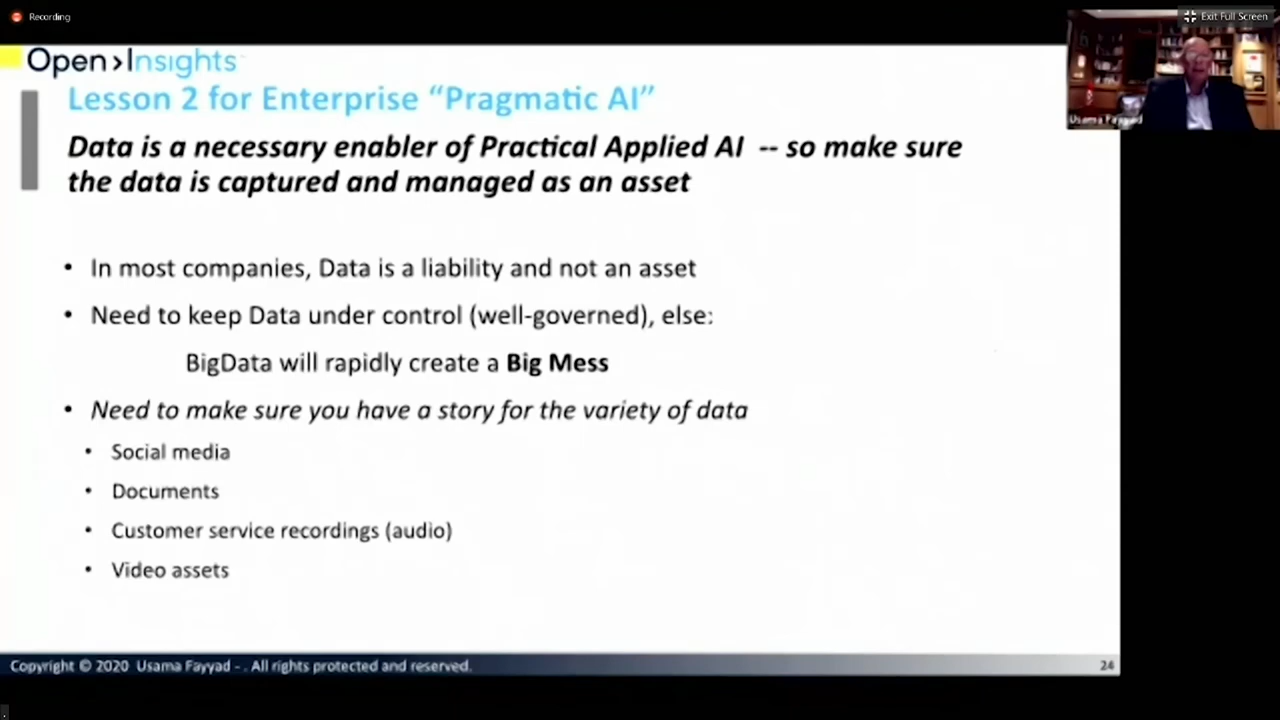 Recording
Exit Full Screen
Open>Insights
Usama Fayyad
Lesson 2 for Enterprise “Pragmatic AI”
Data is a necessary enabler of Practical Applied AI -- so make sure
the data is captured and managed as an asset
• In most companies, Data is a liability and not an asset
• Need to keep Data under control (well-governed), else:
BigData will rapidly create a Big Mess
• Need to make sure you have a story for the variety of data
• Social media
• Documents
• Customer service recordings (audio)
• Video assets
Copyright © 2020 Usama Fayyad - . All rights protected and reserved.
24